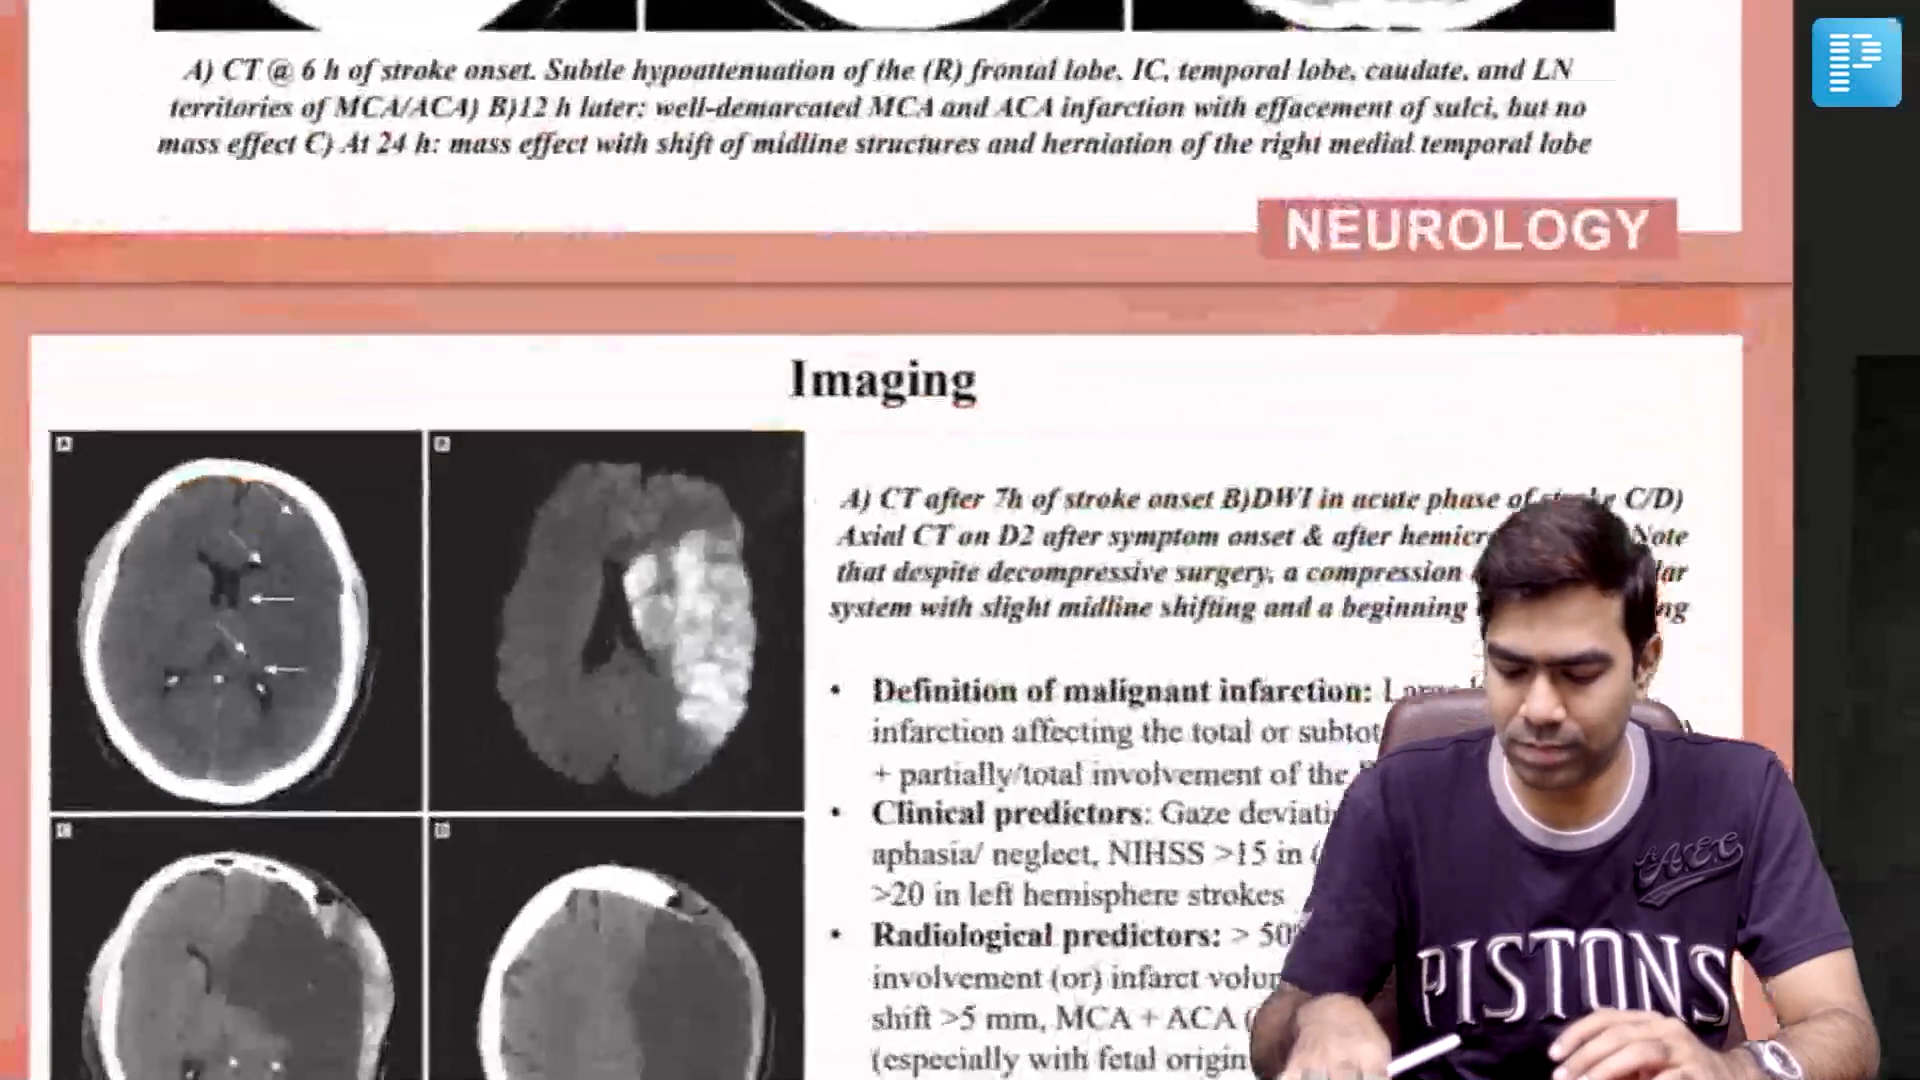 A) CT @ 6 h of stroke onset. Subtle hypoattenuation of the (R) frontal lobe, IC, temporal lobe, caudate, and LN
territories of MCA/ACA) B)12 h later: well-demarcated MCA and ACA infarction with effacement of sulci, but no
mass effect C) At 24 h: mass effect with shift of midline structures and herniation of the right medial temporal lobe
NEUROLOGY
Imaging
A
B
A) CT after 7h of stroke onset B)DWI in acute phase of stroke C/D)
Axial CT on D2 after symptom onset & after Note
that despite decompressive surgery, a compression
system with slight midline shifting and a beginning
• Definition of malignant infarction:
infarction affecting the total or
+ partially/total involvement of the
• Clinical predictors: Gaze
aphasia/ neglect, NIHSS >15 in
>20 in left hemisphere strokes
• Radiological predictors: >
involvement (or) infarct
shift >5 mm, MCA + ACA
(especially with fetal origin
C
D
P
A.E.C
PISTONS